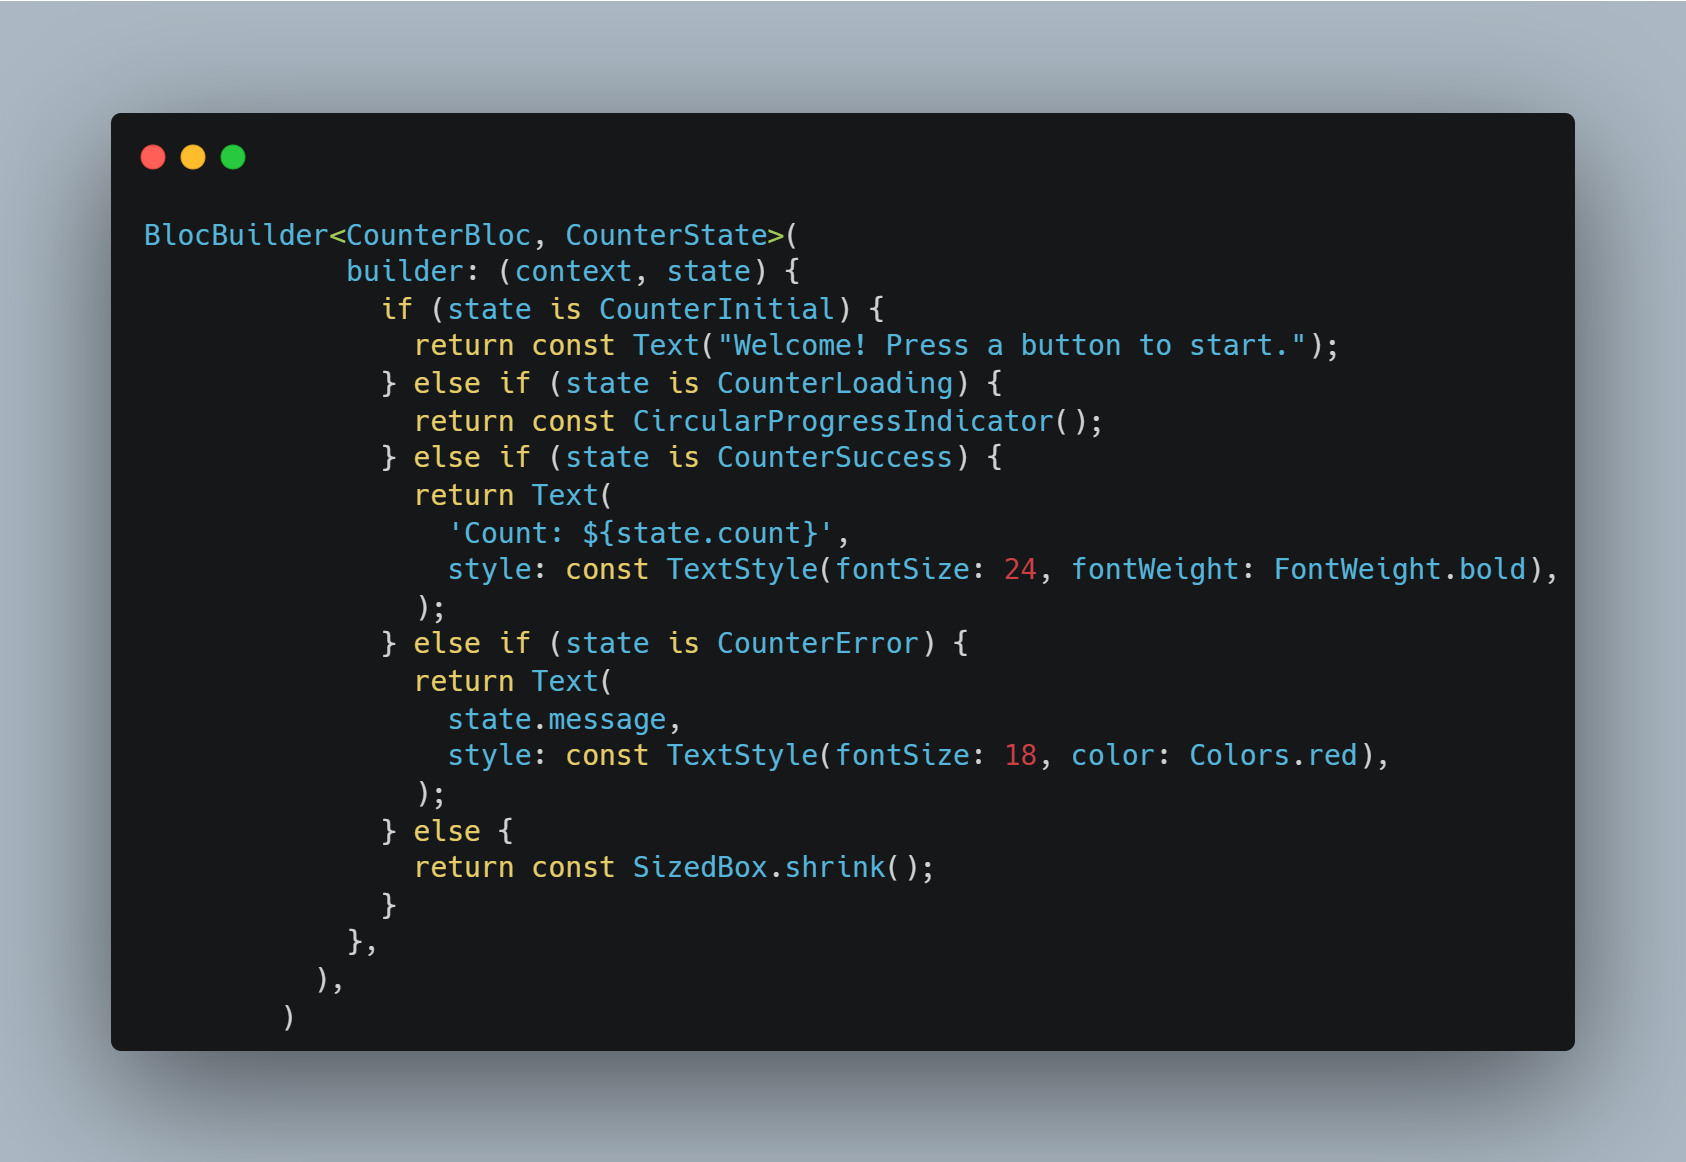 BlocBuilder<CounterBloc, CounterState>(
            builder: (context, state) {
              if (state is CounterInitial) {
                return const Text("Welcome! Press a button to start.");
              } else if (state is CounterLoading) {
                return const CircularProgressIndicator();
              } else if (state is CounterSuccess) {
                return Text(
                  'Count: ${state.count}',
                  style: const TextStyle(fontSize: 24, fontWeight: FontWeight.bold),
                );
              } else if (state is CounterError) {
                return Text(
                  state.message,
                  style: const TextStyle(fontSize: 18, color: Colors.red),
                );
              } else {
                return const SizedBox.shrink();
              }
            },
          ),
        )